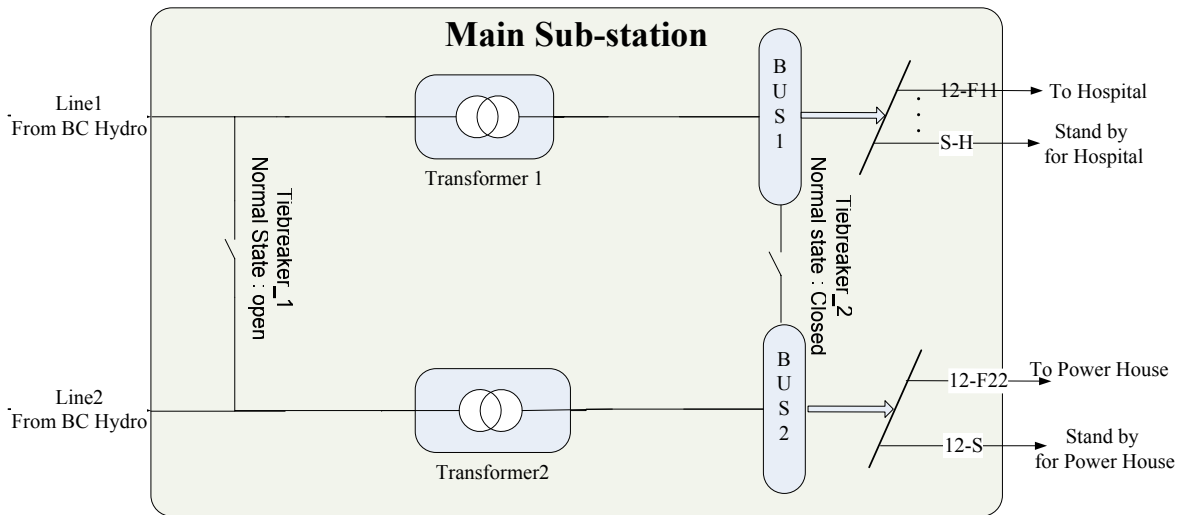 Main Sub-station
Line1
From BC Hydro
Transformer 1
B
U
S
1
12-F11
To Hospital
S-H
Stand by
for Hospital
Tiebreaker_1
Normal State : open
Tiebreaker_2
Normal state : Closed
Line2
From BC Hydro
Transformer2
B
U
S
2
12-F22
To Power House
12-S
Stand by
for Power House